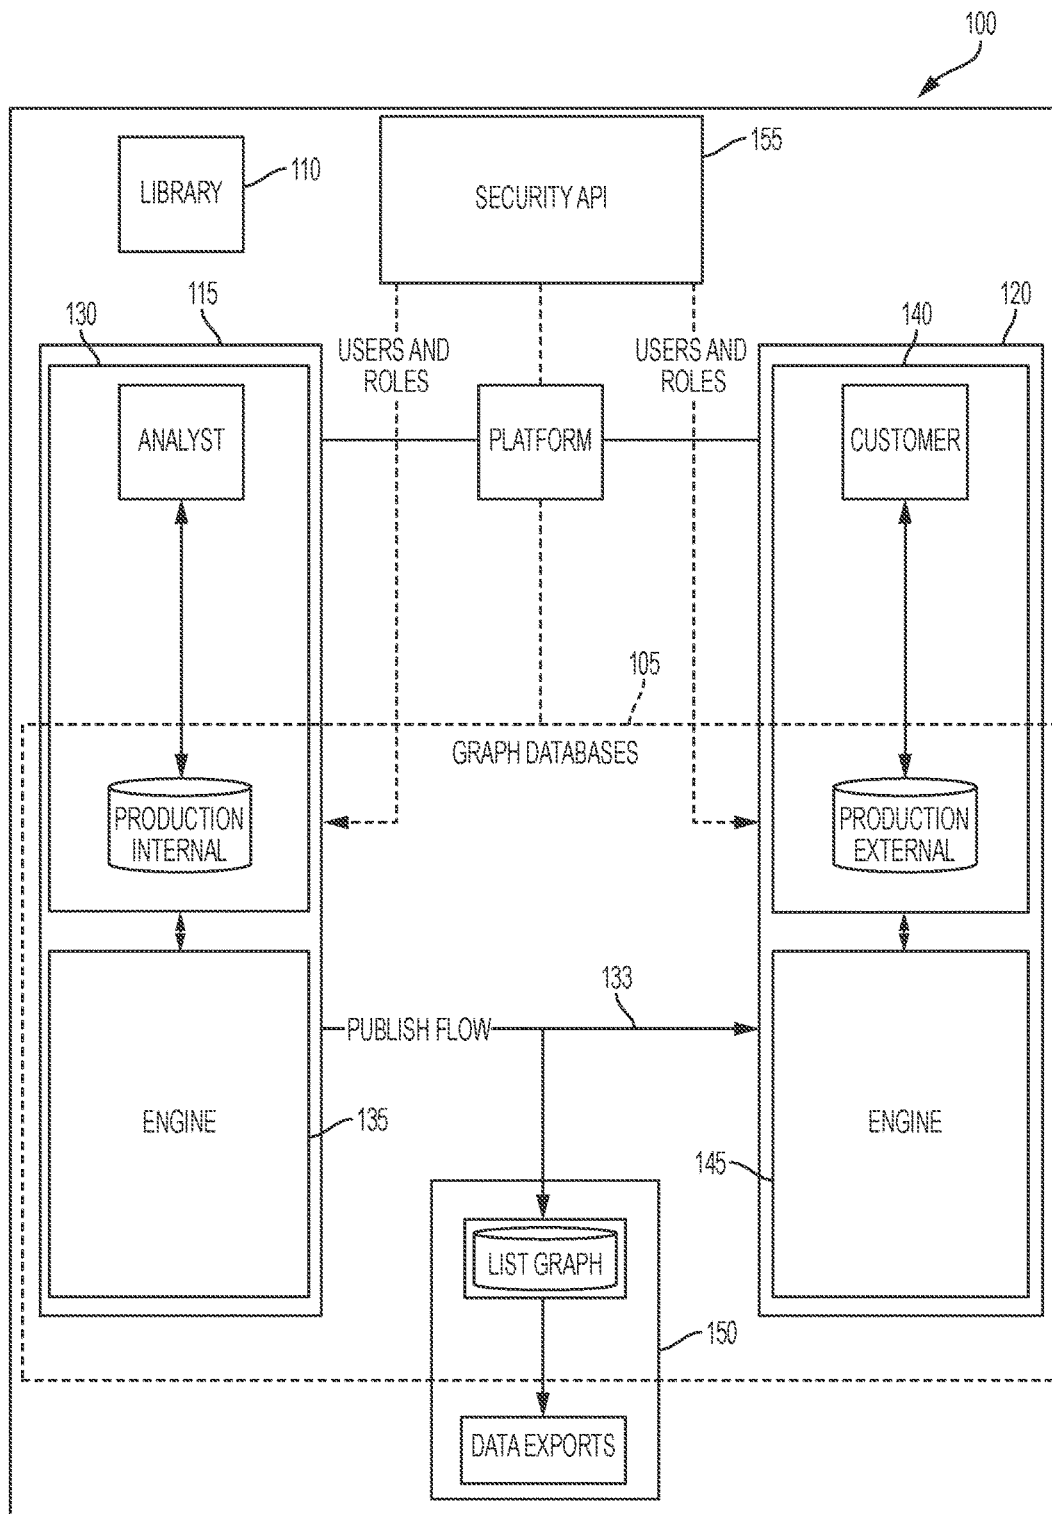 100
155
LIBRARY
110
SECURITY API
130
115
140
120
USERS AND
ROLES
USERS AND
ROLES
ANALYST
PLATFORM
CUSTOMER
105
GRAPH DATABASES
PRODUCTION
INTERNAL
PRODUCTION
EXTERNAL
133
PUBLISH FLOW
ENGINE
135
ENGINE
145
LIST GRAPH
150
DATA EXPORTS